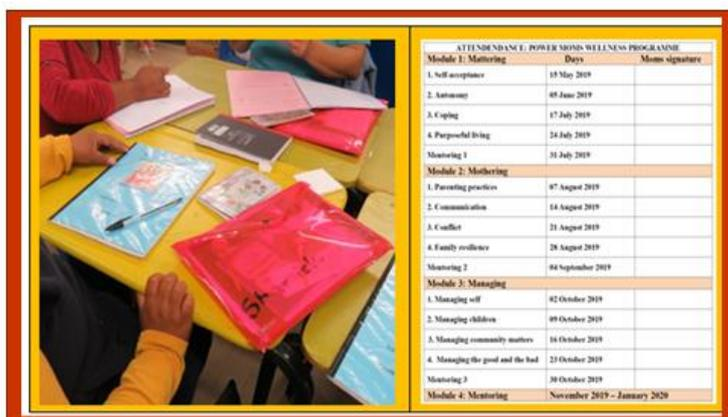 ATTENDENDANCE: POWER MOMS WELLNESS PROGRAMME
Module 1: Mattering Days Moms signature
1. Self-acceptance 15 May 2019
2. Autonomy 05 June 2019
3. Coping 17 July 2019
4. Purposeful living 24 July 2019
Mentoring 1 31 July 2019
Module 2: Mothering
1. Parenting practices 07 August 2019
2. Communication 14 August 2019
3. Conflict 21 August 2019
4. Family resilience 28 August 2019
Mentoring 2 04 September 2019
Module 3: Managing
1. Managing self 02 October 2019
2. Managing children 09 October 2019
3. Managing community matters 16 October 2019
4. Managing the good and the bad 23 October 2019
Mentoring 3 30 October 2019
Module 4: Mentoring November 2019 – January 2020